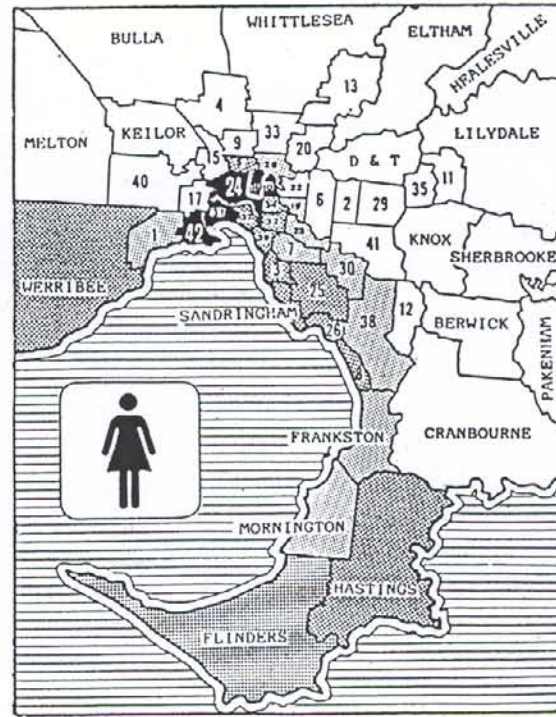 WHITTLESEA
ELTHAM
BULLA
HEALESVILLE
13
4
33
MELTON
KEILOR
9
20
LILYDALE
15
D & T
40
24
35
11
17
6
2
29
42
41
KNOX
1
7
SHERBROOKE
WERRIBEE
3
30
25
SANDRINGHAM
12
26
38
BERWICK
PAKENHAM
FRANKSTON
CRANBOURNE
MORNINGTON
HASTINGS
FLINDERS